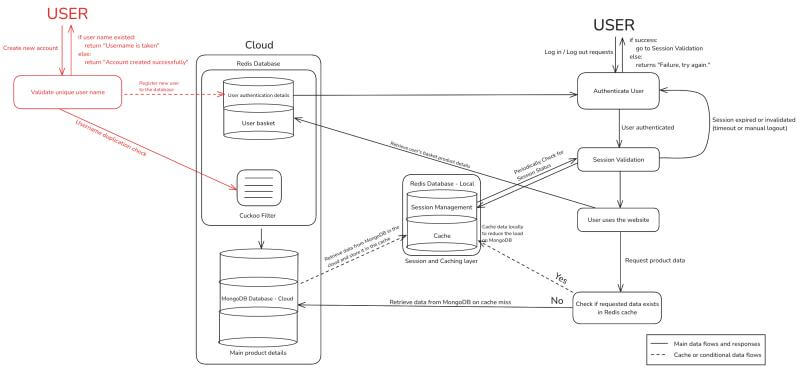 USER
Create new account
if user name existed:
return "Username is taken"
else:
return "Account created successfully"
Validate unique user name
Register new user
to the database
Username duplication check
Cloud
Redis Database
User authentication details
User basket
Cuckoo Filter
MongoDB Database - Cloud
Main product details
Retrieve user's basket product details
Retrieve data from MongoDB in the
cloud and store it in the cache
Redis Database - Local
Session Management
Cache
Session and Caching layer
Periodically Check for
Session Status
Cache data locally
to reduce the load
on MongoDB
Retrieve data from MongoDB on cache miss
USER
Log in / Log out requests
if success:
go to Session Validation
else:
returns "Failure, try again."
Authenticate User
User authenticated
Session expired or invalidated
(timeout or manual logout)
Session Validation
User uses the website
Request product data
Yes
No
Check if requested data exists
in Redis cache
Main data flows and responses
Cache or conditional data flows